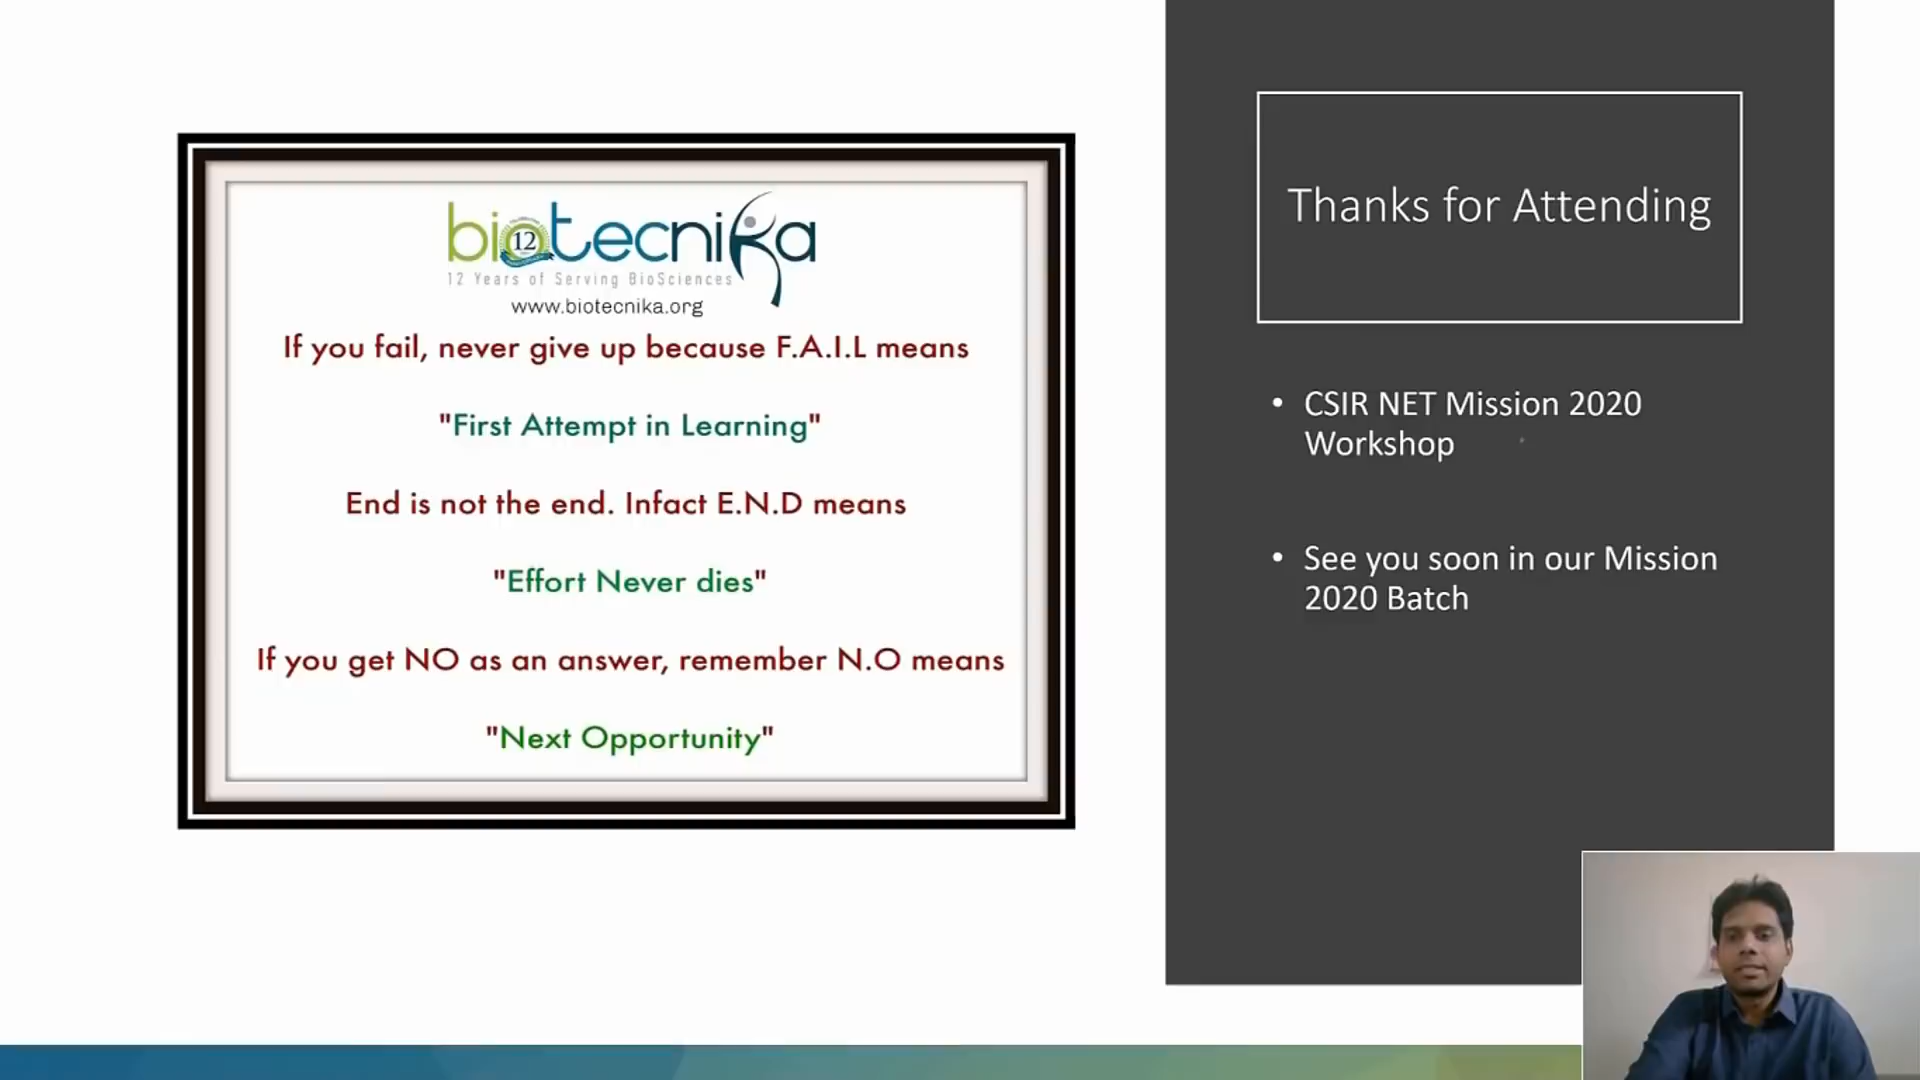 biotecnika
12
12 Years of Serving BioSciences
www.biotecnika.org
If you fail, never give up because F.A.I.L means
"First Attempt in Learning"
End is not the end. Infact E.N.D means
"Effort Never dies"
If you get NO as an answer, remember N.O means
"Next Opportunity"
Thanks for Attending
• CSIR NET Mission 2020
Workshop
• See you soon in our Mission
2020 Batch